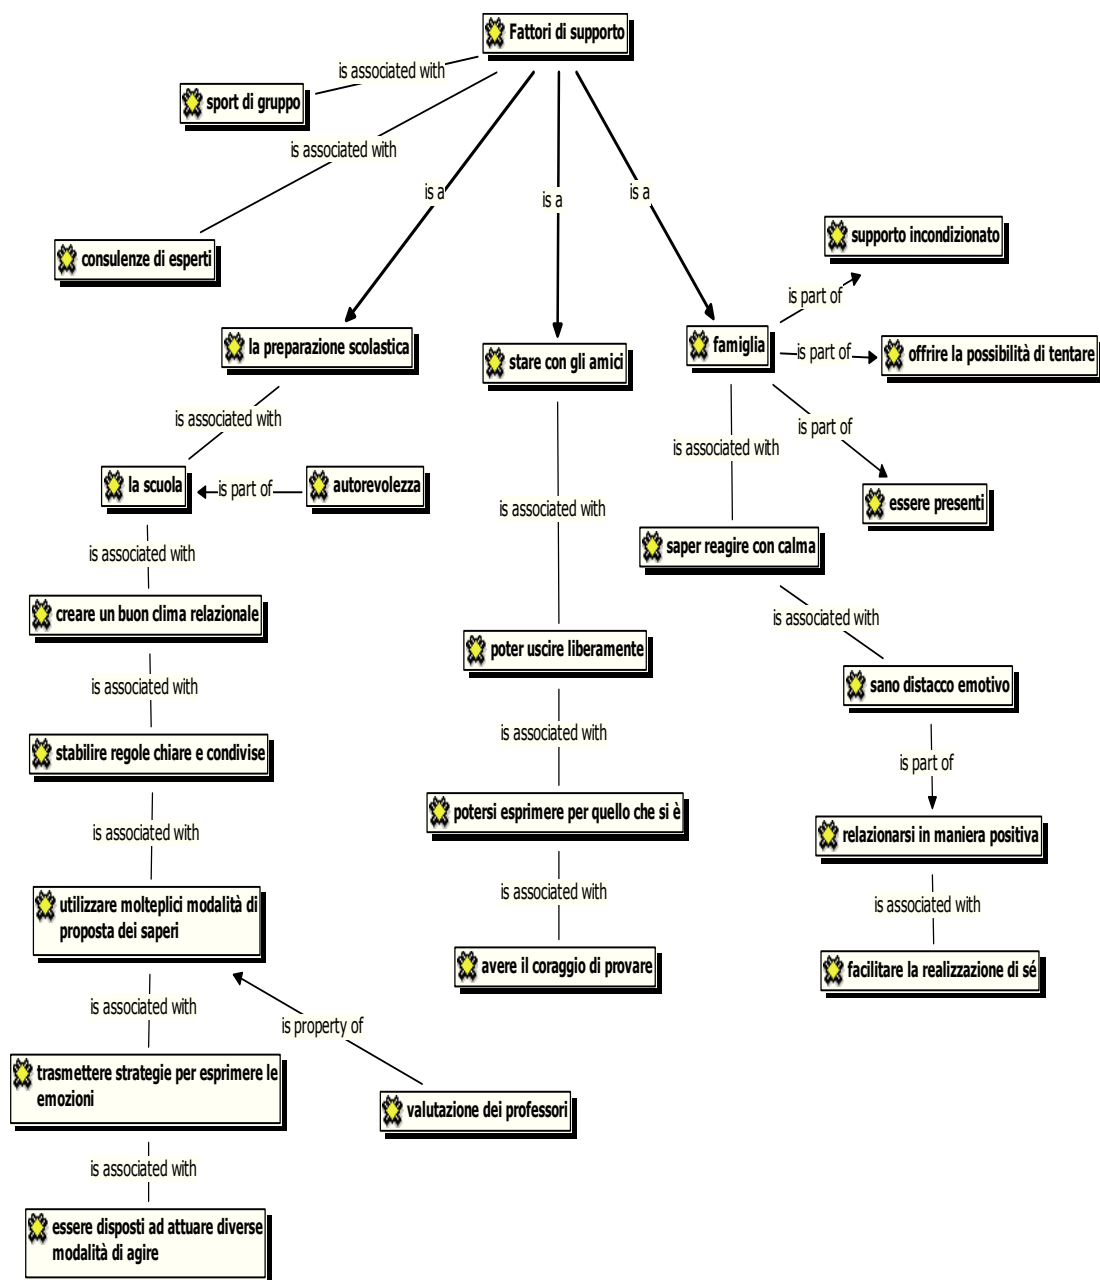 Fattori di supporto
is associated with
sport di gruppo
is associated with
is a
is a
is a
consulenze di esperti
supporto incondizionato
is part of
la preparazione scolastica
stare con gli amici
famiglia
is part of
offrire la possibilità di tentare
is associated with
is associated with
is part of
la scuola
is part of
autorevolezza
essere presenti
is associated with
is associated with
saper reagire con calma
creare un buon clima relazionale
is associated with
poter uscire liberamente
sano distacco emotivo
is associated with
is associated with
is part of
stabilire regole chiare e condivise
potersi esprimere per quello che si è
relazionarsi in maniera positiva
is associated with
is associated with
is associated with
utilizzare molteplici modalità di
proposta dei saperi
avere il coraggio di provare
facilitare la realizzazione di sé
is associated with
is property of
trasmettere strategie per esprimere le
emozioni
valutazione dei professori
is associated with
essere disposti ad attuare diverse
modalità di agire